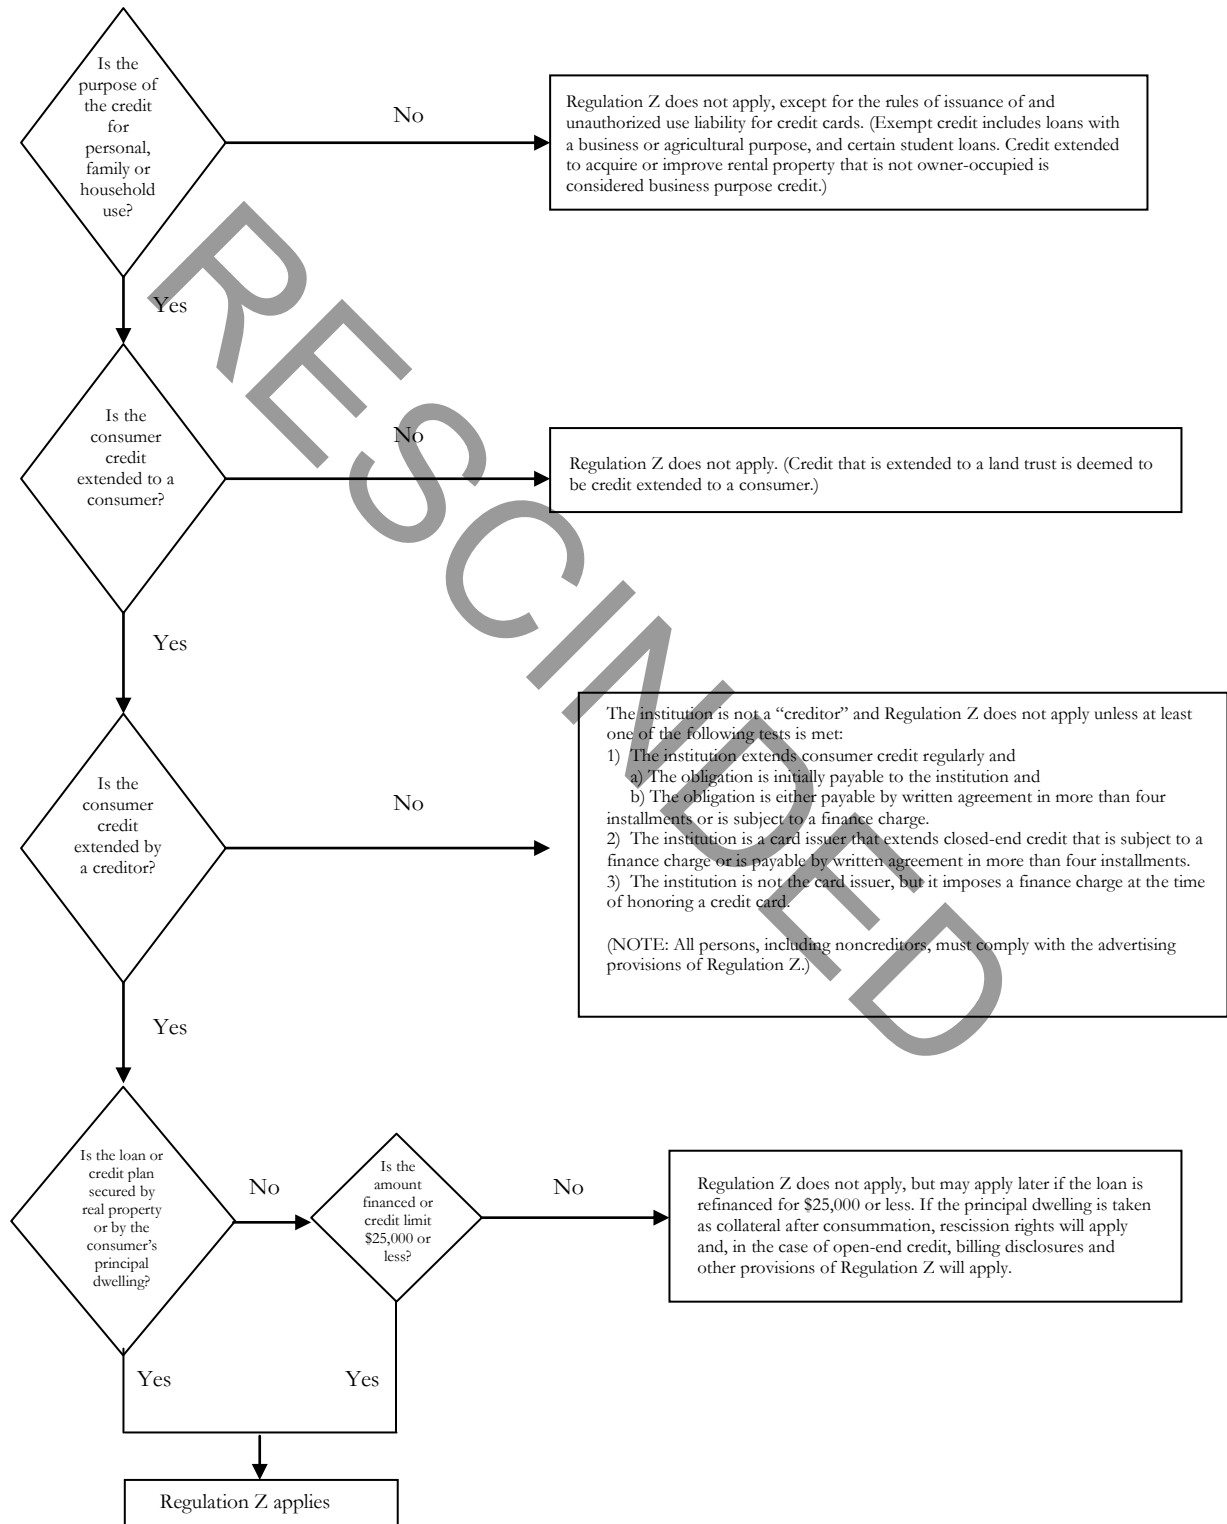 Is the
purpose of
the credit
for
personal,
family or
household
use?
No
Regulation Z does not apply, except for the rules of issuance of and
unauthorized use liability for credit cards. (Exempt credit includes loans with
a business or agricultural purpose, and certain student loans. Credit extended
to acquire or improve rental property that is not owner-occupied is
considered business purpose credit.)
Yes
Is the
consumer
credit
extended to a
consumer?
No
Regulation Z does not apply. (Credit that is extended to a land trust is deemed to
be credit extended to a consumer.)
Yes
Is the
consumer
credit
extended by
a creditor?
No
The institution is not a “creditor” and Regulation Z does not apply unless at least
one of the following tests is met:
1) The institution extends consumer credit regularly and
a) The obligation is initially payable to the institution and
b) The obligation is either payable by written agreement in more than four
installments or is subject to a finance charge.
2) The institution is a card issuer that extends closed-end credit that is subject to a
finance charge or is payable by written agreement in more than four installments.
3) The institution is not the card issuer, but it imposes a finance charge at the time
of honoring a credit card.
(NOTE: All persons, including noncreditors, must comply with the advertising
provisions of Regulation Z.)
Yes
Is the loan or
credit plan
secured by
real property
or by the
consumer’s
principal
dwelling?
No
Is the
amount
financed or
credit limit
$25,000 or
less?
No
Regulation Z does not apply, but may apply later if the loan is
refinanced for $25,000 or less. If the principal dwelling is taken
as collateral after consummation, rescission rights will apply
and, in the case of open-end credit, billing disclosures and
other provisions of Regulation Z will apply.
Yes
Yes
Regulation Z applies
RESCINDED